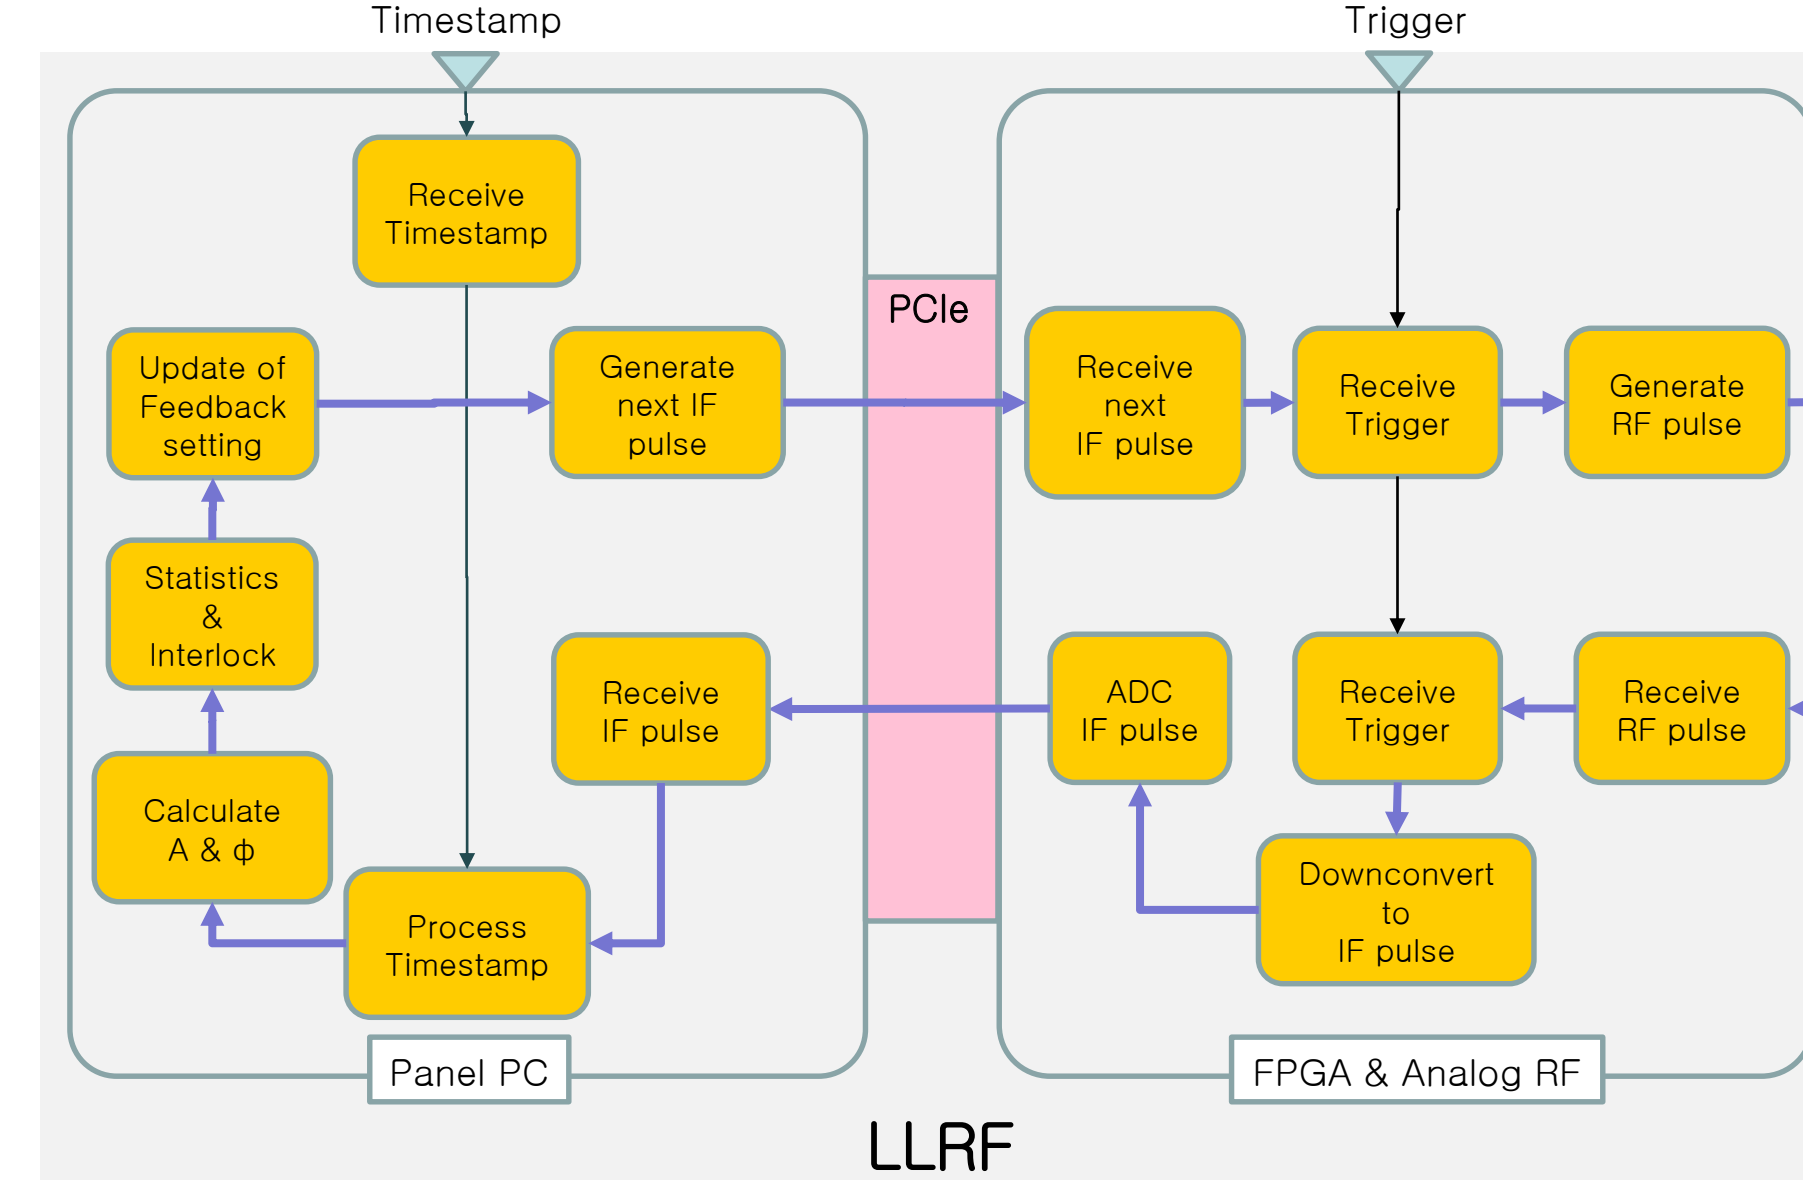 Timestamp
Trigger
Receive
Timestamp
PCIe
Update of
Feedback
setting
Generate
next IF
pulse
Receive
next
IF pulse
Receive
Trigger
Generate
RF pulse
Statistics
&
Interlock
Receive
IF pulse
ADC
IF pulse
Receive
Trigger
Receive
RF pulse
Calculate
A & ф
Process
Timestamp
Downconvert
to
IF pulse
Panel PC
FPGA & Analog RF
LLRF